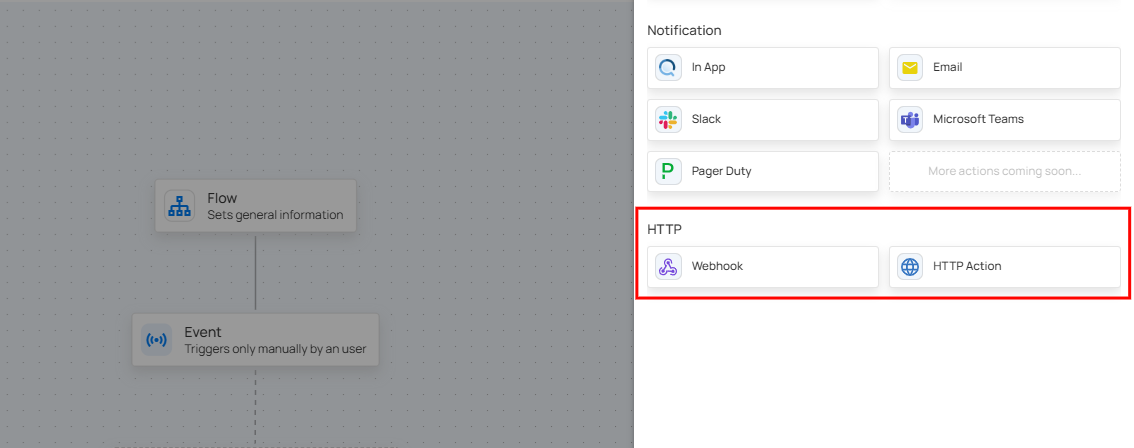 Notification
In App
Email
Slack
Microsoft Teams
Pager Duty
More actions coming soon...
HTTP
Webhook
HTTP Action
Flow
Sets general information
Event
Triggers only manually by an user